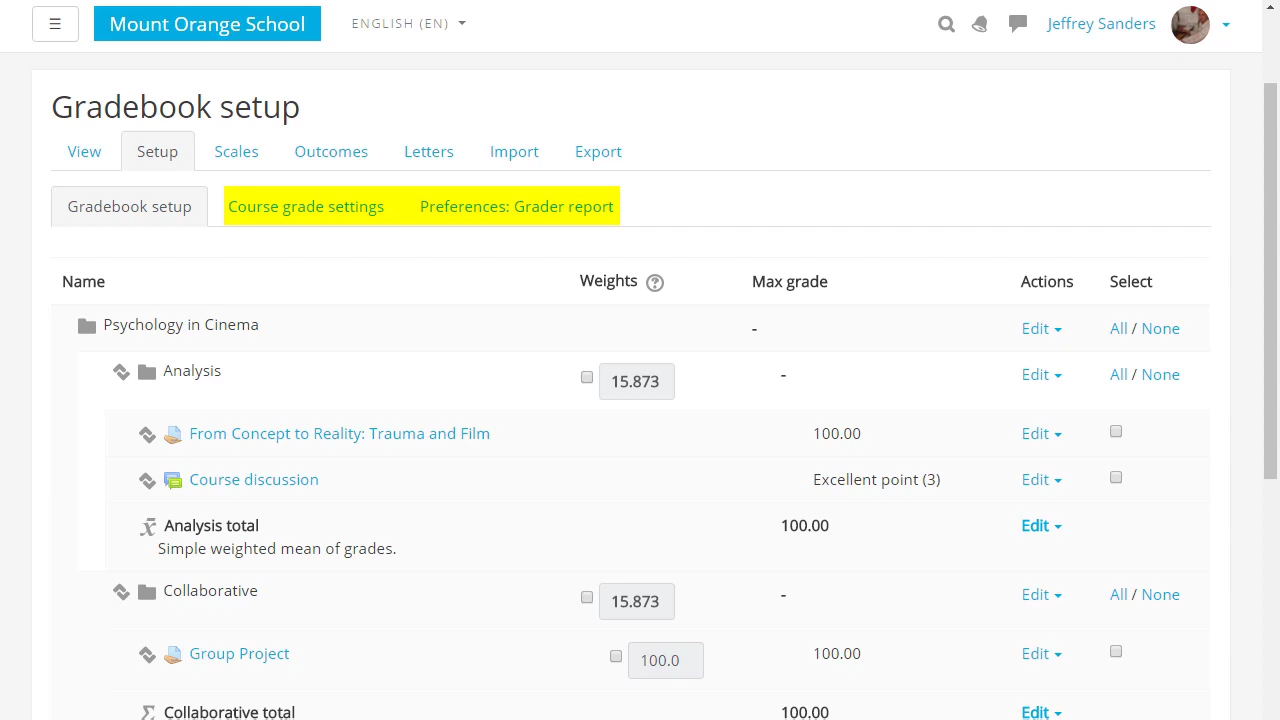 Mount Orange School ENGLISH (EN) Jeffrey Sanders
Gradebook setup
View Setup Scales Outcomes Letters Import Export
Gradebook setup Course grade settings Preferences: Grader report
Name Weights Max grade Actions Select
Psychology in Cinema - Edit All / None
Analysis 15.873 - Edit All / None
From Concept to Reality: Trauma and Film 100.00 Edit
Course discussion Excellent point (3) Edit
Analysis total 100.00 Edit
Simple weighted mean of grades.
Collaborative 15.873 - Edit All / None
Group Project 100.0 100.00 Edit
Collaborative total 100.00 Edit